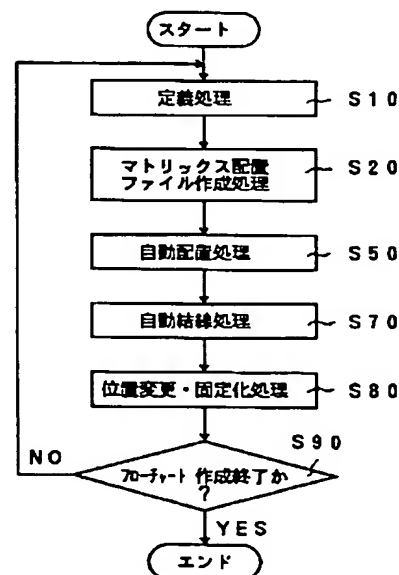 スタート
定義処理 S10
マトリックス配置
ファイル作成処理 S20
自動配置処理 S50
自動結線処理 S70
位置変更・固定化処理 S80
S90
NO
フローチャート 作成終了か
?
YES
エンド